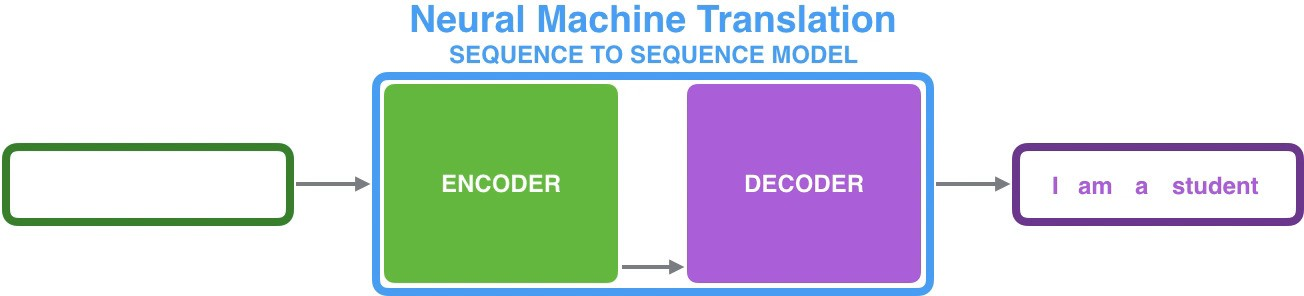 Neural Machine Translation
SEQUENCE TO SEQUENCE MODEL
ENCODER
DECODER
I am a student